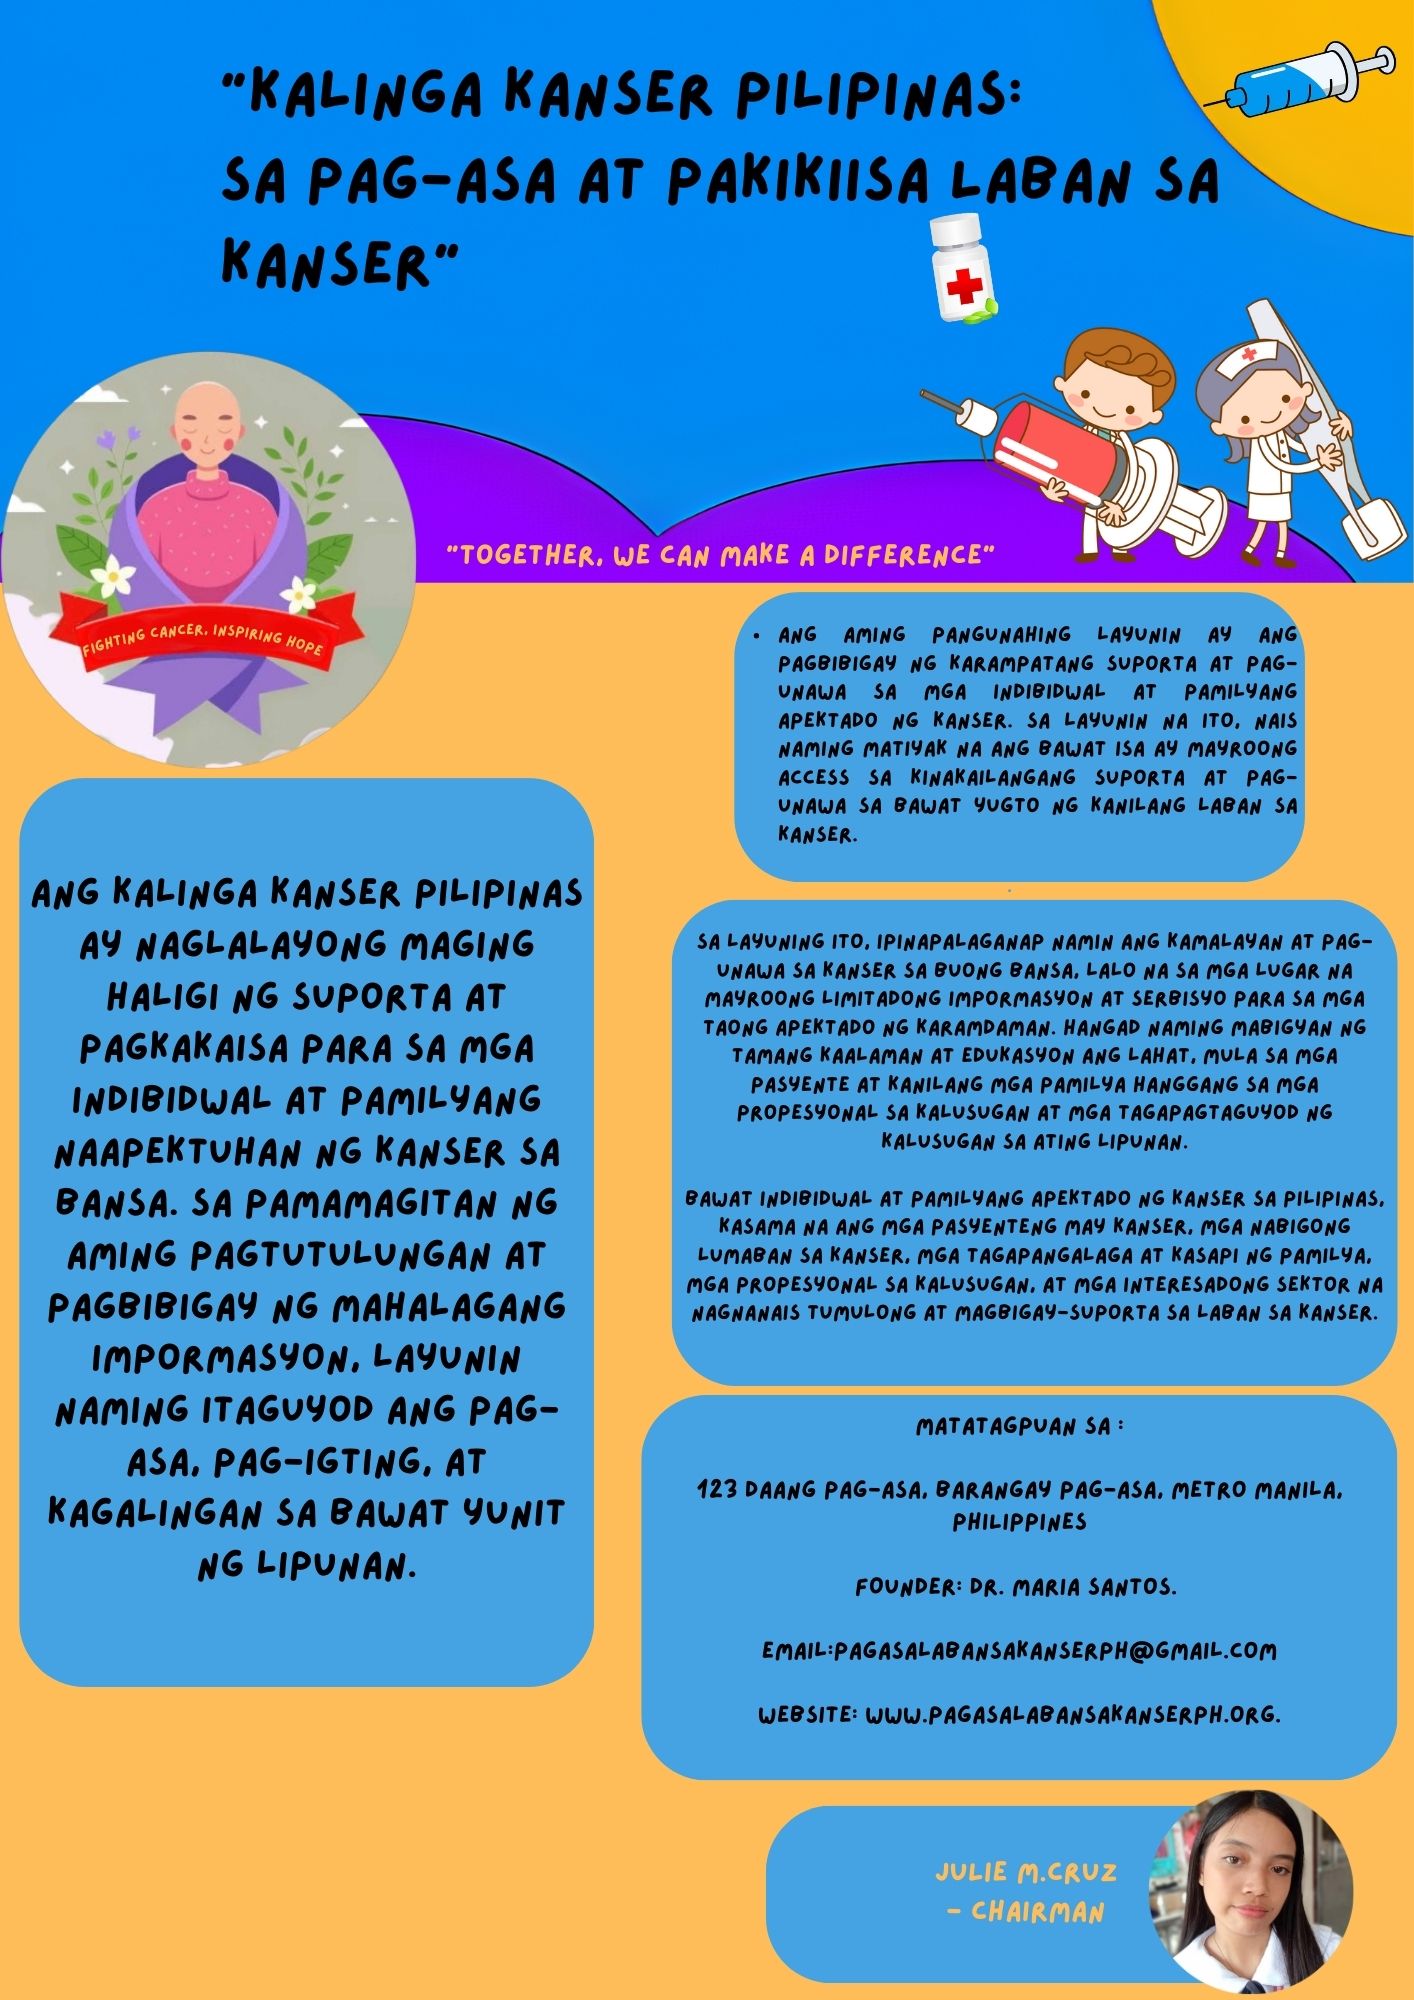 "KALINGA KANSER PILIPINAS:
SA PAG-ASA AT PAKIKIISA LABAN SA
KANSER"
"TOGETHER, WE CAN MAKE A DIFFERENCE"
FIGHTING CANCER, INSPIRING HOPE
• ANG AMING PANGUNAHING LAYUNIN AY ANG
PAGBIBIGAY NG KARAMPATANG SUPORTA AT PAG-
UNAWA SA MGA INDIBIDWAL AT PAMILYANG
APEKTADO NG KANSER. SA LAYUNIN NA ITO, NAIS
NAMING MATIYAK NA ANG BAWAT ISA AY MAYROONG
ACCESS SA KINAKAILANGANG SUPORTA AT PAG-
UNAWA SA BAWAT YUGTO NG KANILANG LABAN SA
KANSER.
ANG KALINGA KANSER PILIPINAS
AY NAGLALAYONG MAGING
HALIGI NG SUPORTA AT
PAGKAKAISA PARA SA MGA
INDIBIDWAL AT PAMILYANG
NAAPEKTUHAN NG KANSER SA
BANSA. SA PAMAMAGITAN NG
AMING PAGTUTULUNGAN AT
PAGBIBIGAY NG MAHALAGANG
IMPORMASYON, LAYUNIN
NAMING ITAGUYOD ANG PAG-
ASA, PAG-IGTING, AT
KAGALINGAN SA BAWAT YUNIT
NG LIPUNAN.
SA LAYUNING ITO, IPINAPALAGANAP NAMIN ANG KAMALAYAN AT PAG-
UNAWA SA KANSER SA BUONG BANSA, LALO NA SA MGA LUGAR NA
MAYROONG LIMITADONG IMPORMASYON AT SERBISYO PARA SA MGA
TAONG APEKTADO NG KARAMDAMAN. HANGAD NAMING MABIGYAN NG
TAMANG KAALAMAN AT EDUKASYON ANG LAHAT, MULA SA MGA
PASYENTE AT KANILANG MGA PAMILYA HANGGANG SA MGA
PROPESYONAL SA KALUSUGAN AT MGA TAGAPAGTAGUYOD NG
KALUSUGAN SA ATING LIPUNAN.
BAWAT INDIBIDWAL AT PAMILYANG APEKTADO NG KANSER SA PILIPINAS,
KASAMA NA ANG MGA PASYENTENG MAY KANSER, MGA NABIGONG
LUMABAN SA KANSER, MGA TAGAPANGALAGA AT KASAPI NG PAMILYA,
MGA PROPESYONAL SA KALUSUGAN, AT MGA INTERESADONG SEKTOR NA
NAGNANAIS TUMULONG AT MAGBIGAY-SUPORTA SA LABAN SA KANSER.
MATATAGPUAN SA :
123 DAANG PAG-ASA, BARANGAY PAG-ASA, METRO MANILA,
PHILIPPINES
FOUNDER: DR. MARIA SANTOS.
EMAIL:PAGASALABANSAKANSERPH@GMAIL.COM
WEBSITE: WWW.PAGASALABANSAKANSERPH.ORG.
JULIE M.CRUZ
- CHAIRMAN